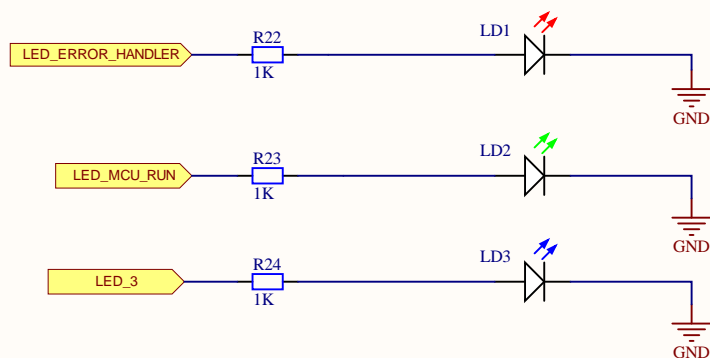 R22
LD1
LED_ERROR_HANDLER
1K
GND
R23
LD2
LED_MCU_RUN
1K
GND
R24
LD3
LED_3
1K
GND